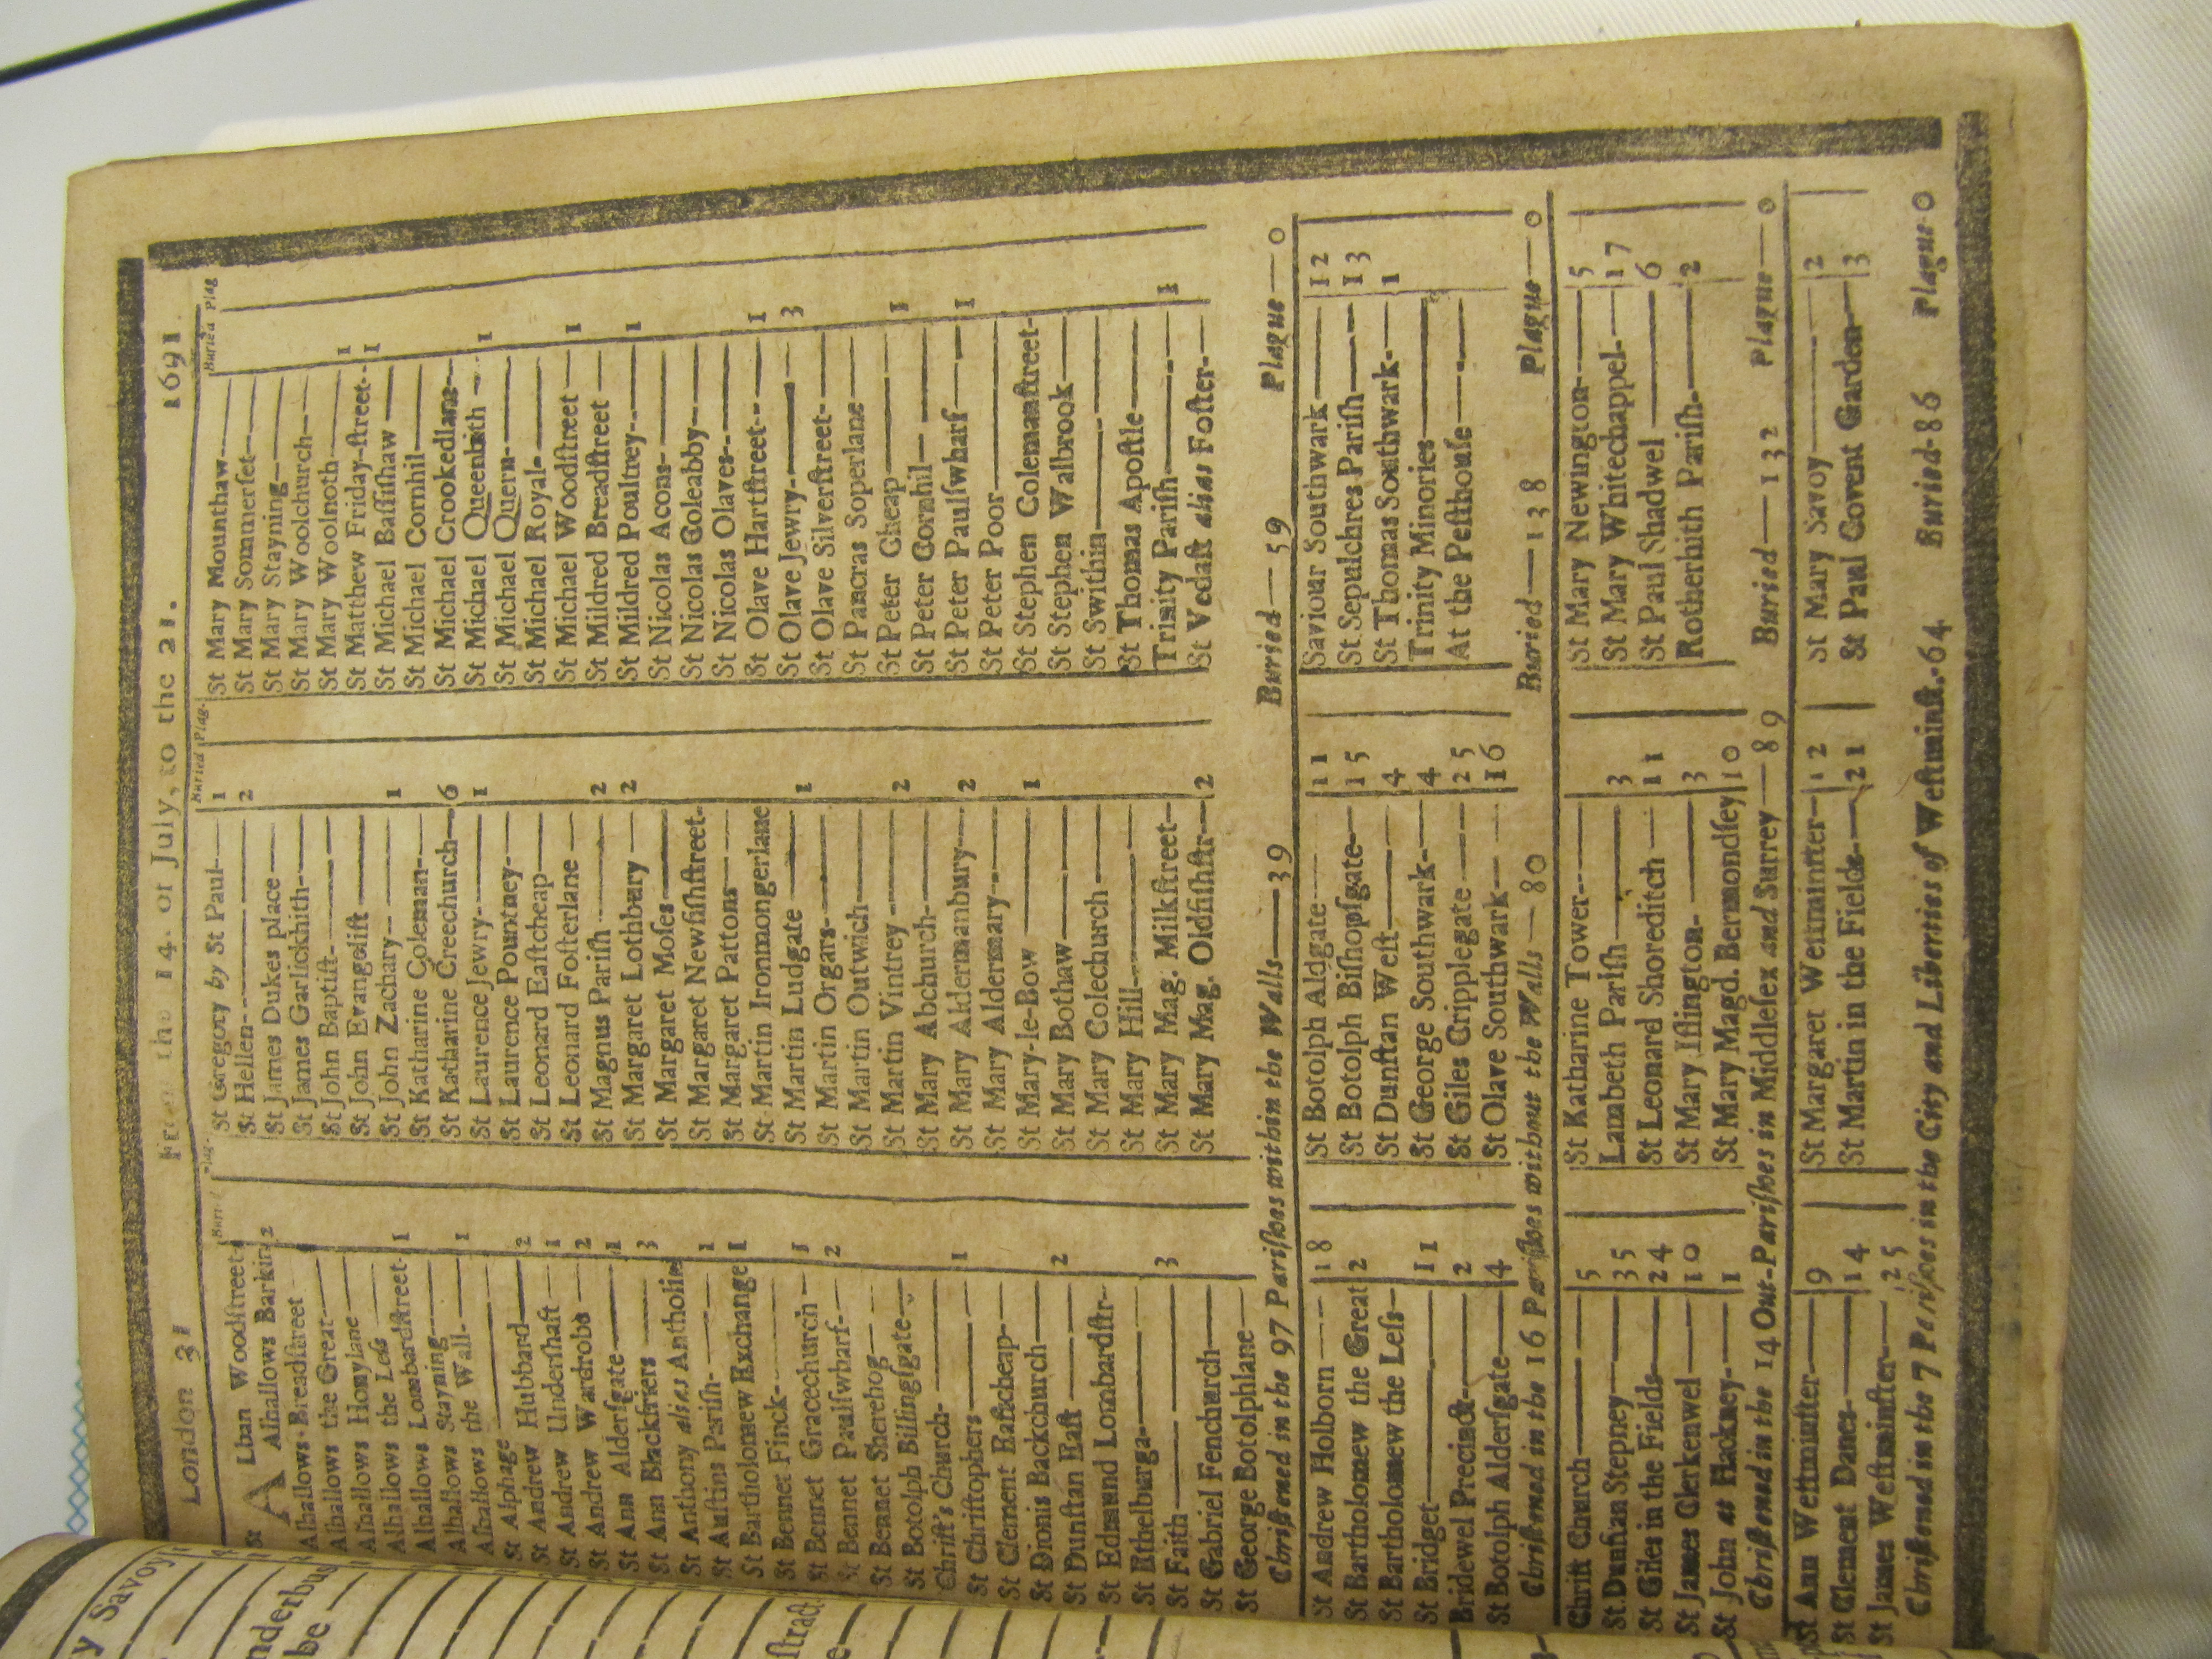 London 31 From the 14. of July, to the 21. 1691
Buried Plag.
St ALban Woodſtreet
Alhallows Barkin 2
Alhallows Breadſtreet
Alhallows the Great
Alhallows Honylane
Alhallows the Leſs
Alhallows Lombardſtreet 1
Alhallows Stayning
Alhallows the Wall 1
St Alphage
St Andrew Hubbard 2
St Andrew Underſhaft 1
St Andrew Wardrobe 2
St Ann Alderſgate 1
St Ann Blackfriers 3
St Anthony alias Antholin
St Auſtins Pariſh 1
St Bartholomew Exchange 1
St Bennet Finck
St Bennet Gracechurch 1
St Bennet Paulſwharf 2
St Bennet Sherehog
St Botolph Billingſgate
Chriſt's Church
St Chriſtophers 1
St Clement Eaſtcheap
St Dionis Backchurch
St Dunſtan Eaſt 2
St Edmund Lombardſtr
St Ethelburga
St Faith 3
St Gabriel Fenchurch
St George Botolphlane
Buried Plag.
St Gregory by St Paul 1
St Hellen 2
St James Dukes place
St James Garlickhith
St John Baptiſt
St John Evangeliſt
St John Zachary 1
St Katharine Coleman
St Katharine Creechurch 6
St Laurence Jewry 1
St Laurence Pountney
St Leonard Eaſtcheap
St Leonard Foſterlane
St Magnus Pariſh 2
St Margaret Lothbury 2
St Margaret Moſes
St Margaret Newfiſhſtreet
St Margaret Pattons
St Martin Ironmongerlane
St Martin Ludgate 1
St Martin Orgars
St Martin Outwich
St Martin Vintrey 2
St Mary Abchurch
St Mary Aldermanbury 2
St Mary Aldermary
St Mary-le-Bow 1
St Mary Bothaw
St Mary Colechurch
St Mary Hill
St Mary Mag. Milkſtreet
St Mary Mag. Oldfiſhſtr 2
Buried Plag
St Mary Mounthaw
St Mary Sommerſet
St Mary Stayning
St Mary Woolchurch
St Mary Woolnoth 1
St Matthew Friday-ſtreet 1
St Michael Baſſiſhaw
St Michael Cornhil
St Michael Crookedlane
St Michael Queenhith 1
St Michael Quern
St Michael Royal
St Michael Woodſtreet 1
St Mildred Breadſtreet
St Mildred Poultrey 1
St Nicolas Acons
St Nicolas Coleabby
St Nicolas Olaves
St Olave Hartſtreet 1
St Olave Jewry 3
St Olave Silverſtreet
St Pancras Soperlane
St Peter Cheap 1
St Peter Cornhil
St Peter Paulſwharf 1
St Peter Poor
St Stephen Colemanſtreet
St Stephen Walbrook
St Swithin
St Thomas Apoſtle
Trinity Pariſh 1
St Vedaſt alias Foſter
Chriſtened in the 97 Pariſhes within the Walls—39 Buried—59 Plague—0
St Andrew Holborn 18
St Bartholomew the Great 2
St Bartholomew the Leſs
St Bridget 11
Bridewel Precinct 2
St Botolph Alderſgate 4
St Botolph Aldgate 11
St Botolph Biſhopſgate 15
St Dunſtan Weſt 4
St George Southwark 4
St Giles Cripplegate 25
St Olave Southwark 16
Saviour Southwark 12
St Sepulchres Pariſh 13
St Thomas Southwark 1
Trinity Minories
At the Peſthouſe
Chriſtened in the 16 Pariſhes without the Walls—80 Buried—138 Plague—0
Chriſt Church 5
St Dunſtan Stepney 35
St Giles in the Fields 24
St James Clerkenwel 10
St John at Hackney 1
St Katharine Tower
Lambeth Pariſh 3
St Leonard Shoreditch 11
St Mary Iſlington 3
St Mary Magd. Bermondſey 10
St Mary Newington 5
St Mary Whitechappel 17
St Paul Shadwel 6
Rotherhith Pariſh 2
Chriſtened in the 14 Out-Pariſhes in Middleſex and Surrey—89 Buried—132 Plague—0
St Ann Weſtminſter 9
St Clement Danes 14
St James Weſtminſter 25
St Margaret Weſtminſter 12
St Martin in the Fields 21
St Mary Savoy 2
St Paul Covent Garden 3
Chriſtened in the 7 Pariſhes in the City and Liberties of Weſtminſt. 64 Buried-86 Plague-0
y Savoy
nderbus
be
ſtract